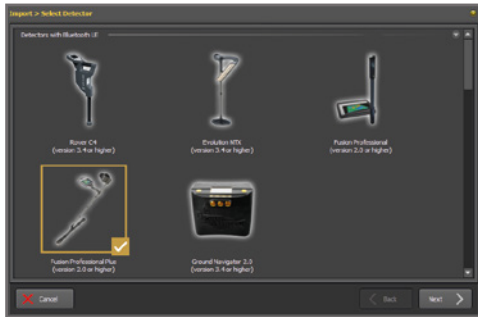 Import > Select Detector
Detectors with Bluetooth LE
Rover C4
(version 3.4 or higher)
Evolution NTX
(version 3.4 or higher)
Fusion Professional
(version 2.0 or higher)
Fusion Professional Plus
(version 2.0 or higher)
Ground Navigator 2.0
(version 3.4 or higher)
Cancel
Back
Next